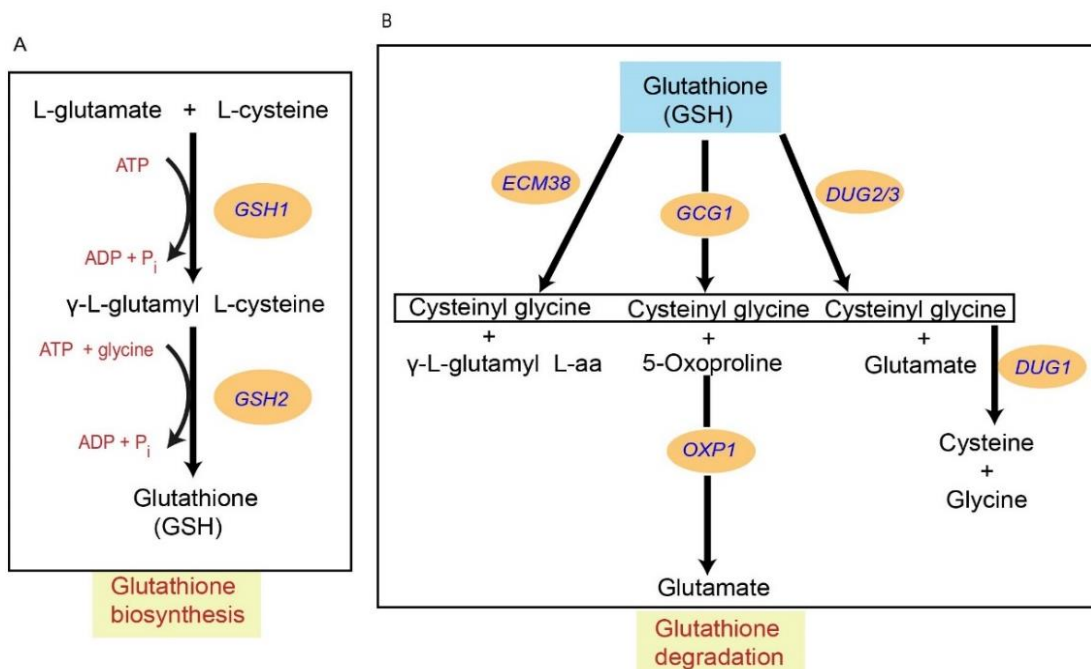 A
L-glutamate + L-cysteine
ATP
GSH1
ADP + Pi
γ-L-glutamyl L-cysteine
ATP + glycine
GSH2
ADP + Pi
Glutathione
(GSH)
Glutathione
biosynthesis
B
Glutathione
(GSH)
ECM38
GCG1
DUG2/3
Cysteinyl glycine Cysteinyl glycine Cysteinyl glycine
+ + +
γ-L-glutamyl L-aa 5-Oxoproline Glutamate
DUG1
OXP1
Cysteine
+
Glycine
Glutamate
Glutathione
degradation